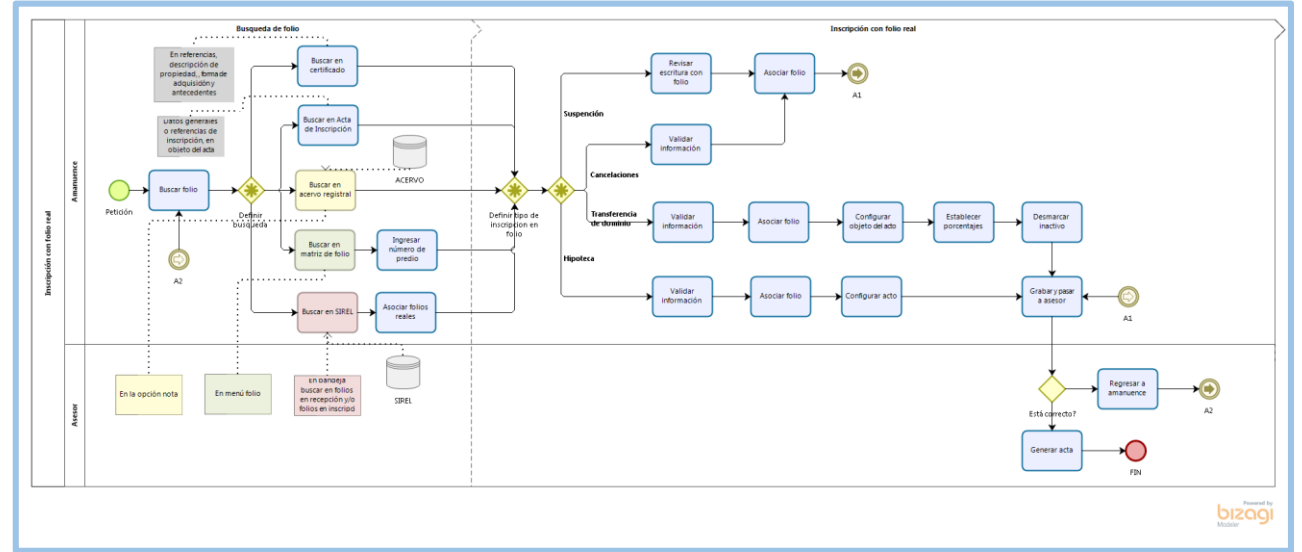 Busqueda de folio
Inscripción con folio real
Inscripción con folio real
Amanuence
Asesor
En referencias,
descripción de
propiedad,, forma de
adquisición y
antecedentes
Datos generales
o referencias de
inscripción, en
objeto del acta
Petición
Buscar folio
A2
Definir
busqueda
Buscar en
certificado
Buscar en Acta
de Inscripción
Buscar en
acervo registral
ACERVO
Buscar en
matriz de folio
Ingresar
número de
predio
Buscar en SIREL
Asociar folios
reales
Definir tipo de
inscripcion en
folio
Suspención
Revisar
escritura con
folio
Asociar folio
A1
Cancelaciones
Validar
información
Transferencia
de dominio
Validar
información
Asociar folio
Configurar
objeto del acto
Establecer
porcentajes
Desmarcar
inactivo
Hipoteca
Validar
información
Asociar folio
Configurar acto
Grabar y pasar
a asesor
A1
En la opción nota
En menú folio
En bandeja
buscar en folios
en recepción y/o
folios en inscripci
SIREL
Está correcto?
Regresar a
amanuence
A2
Generar acta
FIN
Powered by
bizagi
Modeler